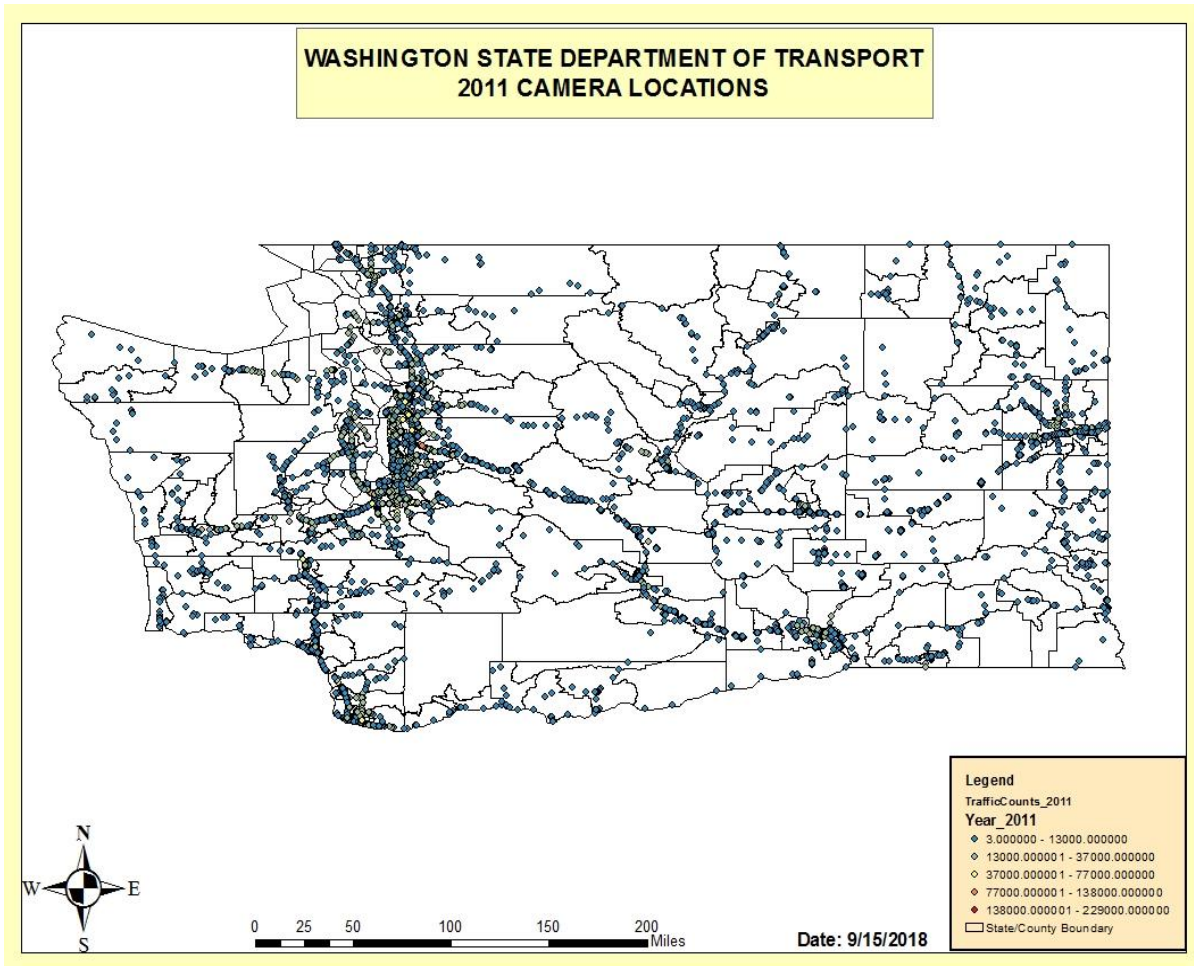 WASHINGTON STATE DEPARTMENT OF TRANSPORT
2011 CAMERA LOCATIONS
Legend
TrafficCounts_2011
Year_2011
3.000000 - 13000.000000
13000.000001 - 37000.000000
37000.000001 - 77000.000000
77000.000001 - 138000.000000
138000.000001 - 229000.000000
State/County Boundary
N
W E
S
0 25 50 100 150 200
Miles
Date: 9/15/2018